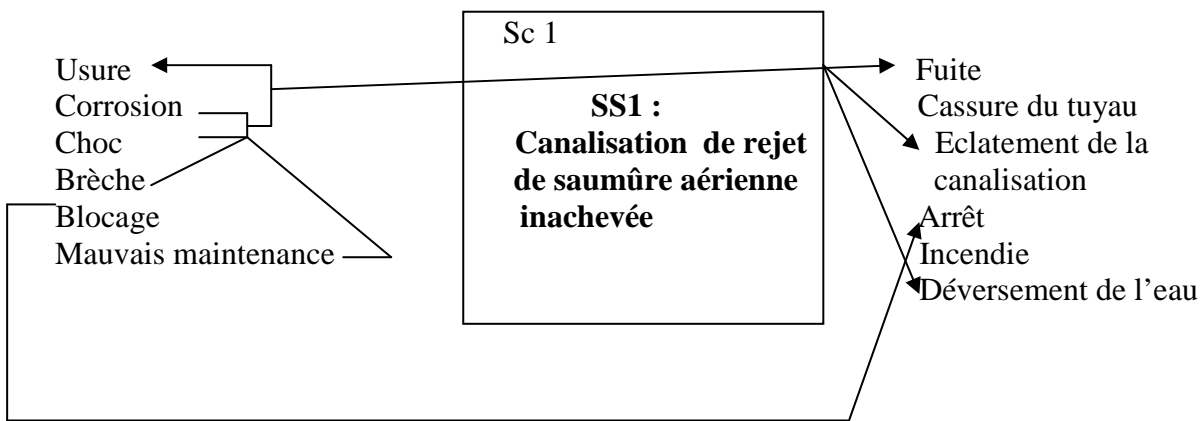 Sc 1
Usure
Corrosion
Choc
Brèche
Blocage
Mauvais maintenance
SS1 :
Canalisation de rejet
de saumûre aérienne
inachevée
Fuite
Cassure du tuyau
Eclatement de la
canalisation
Arrêt
Incendie
Déversement de l’eau